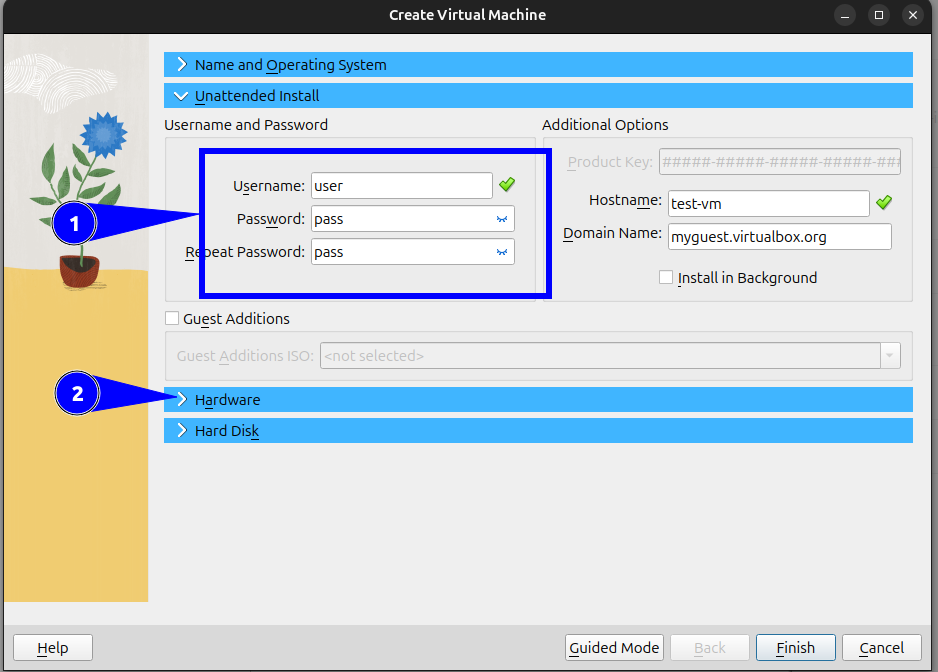 Create Virtual Machine
Name and Operating System
Unattended Install
Username and Password
Additional Options
Product Key: #####-#####-#####-#####-###
Username: user
Hostname: test-vm
1
Password: pass
Domain Name: myguest.virtualbox.org
Repeat Password: pass
Install in Background
Guest Additions
Guest Additions ISO: <not selected>
2
Hardware
Hard Disk
Help
Guided Mode
Back
Finish
Cancel